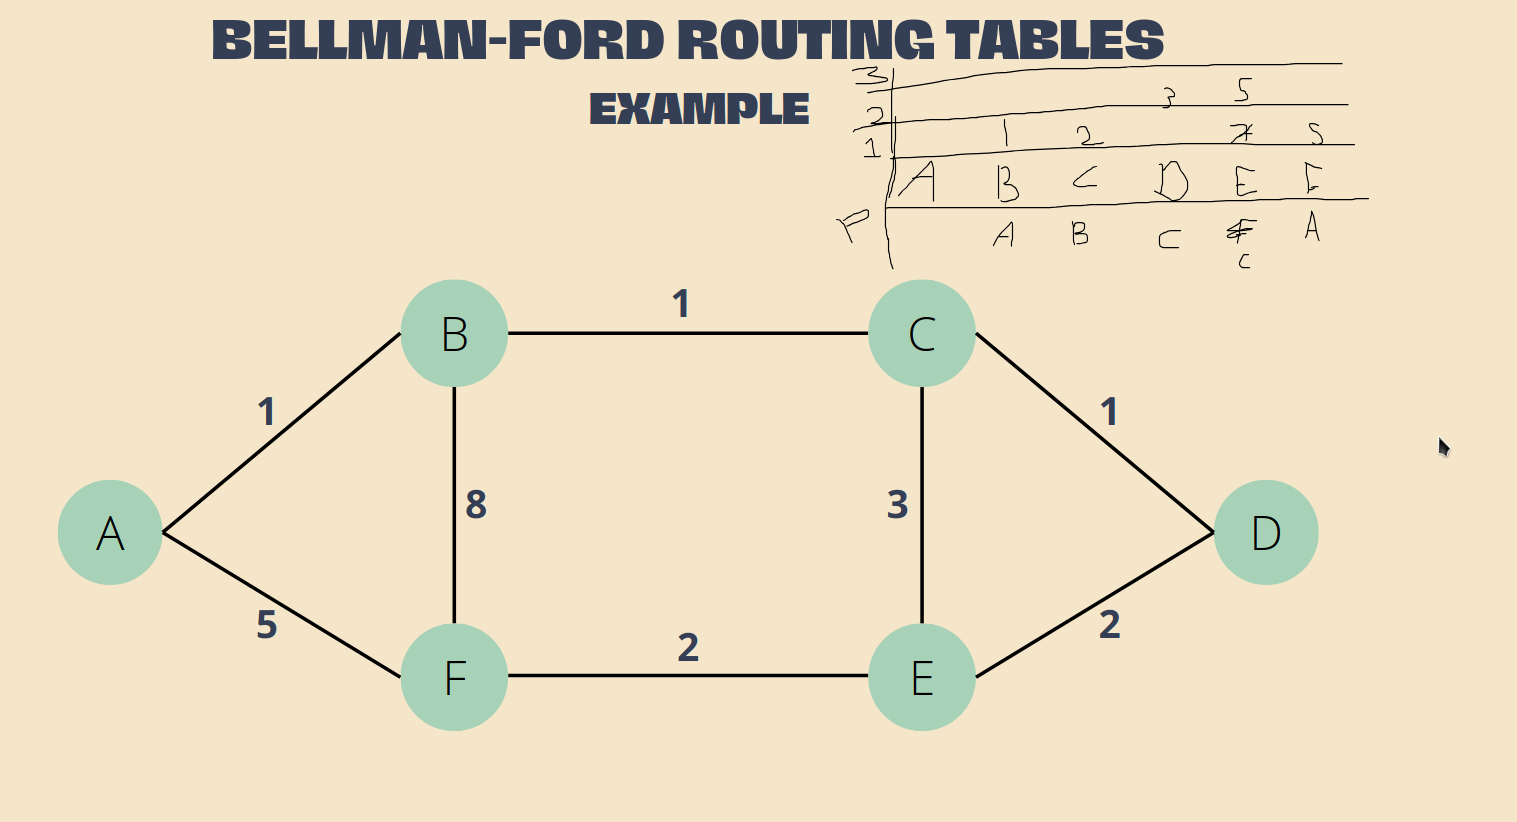 BELLMAN-FORD ROUTING TABLES
EXAMPLE
3
2 3 5
1 1 2 7 5
A B C D E F
P A B C F A
C
1
B C
1 1
8 3
A D
5 2
2
F E